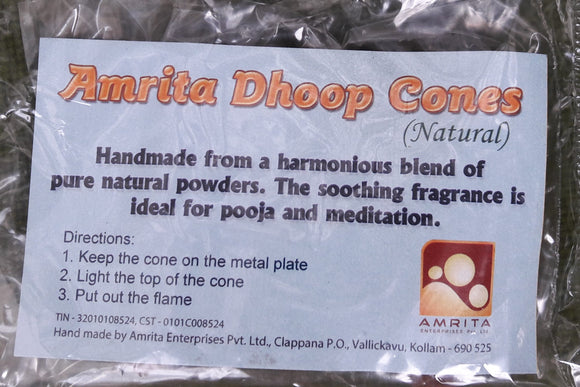 Amrita Dhoop Cones
(Natural)
Handmade from a harmonious blend of
pure natural powders. The soothing fragrance is
ideal for pooja and meditation.
Directions:
1. Keep the cone on the metal plate
2. Light the top of the cone
3. Put out the flame
AMRITA
ENTERPRISES PVT. LTD.
TIN - 32010108524, CST - 0101C008524
Hand made by Amrita Enterprises Pvt. Ltd., Clappana P.O., Vallickavu, Kollam - 690 525